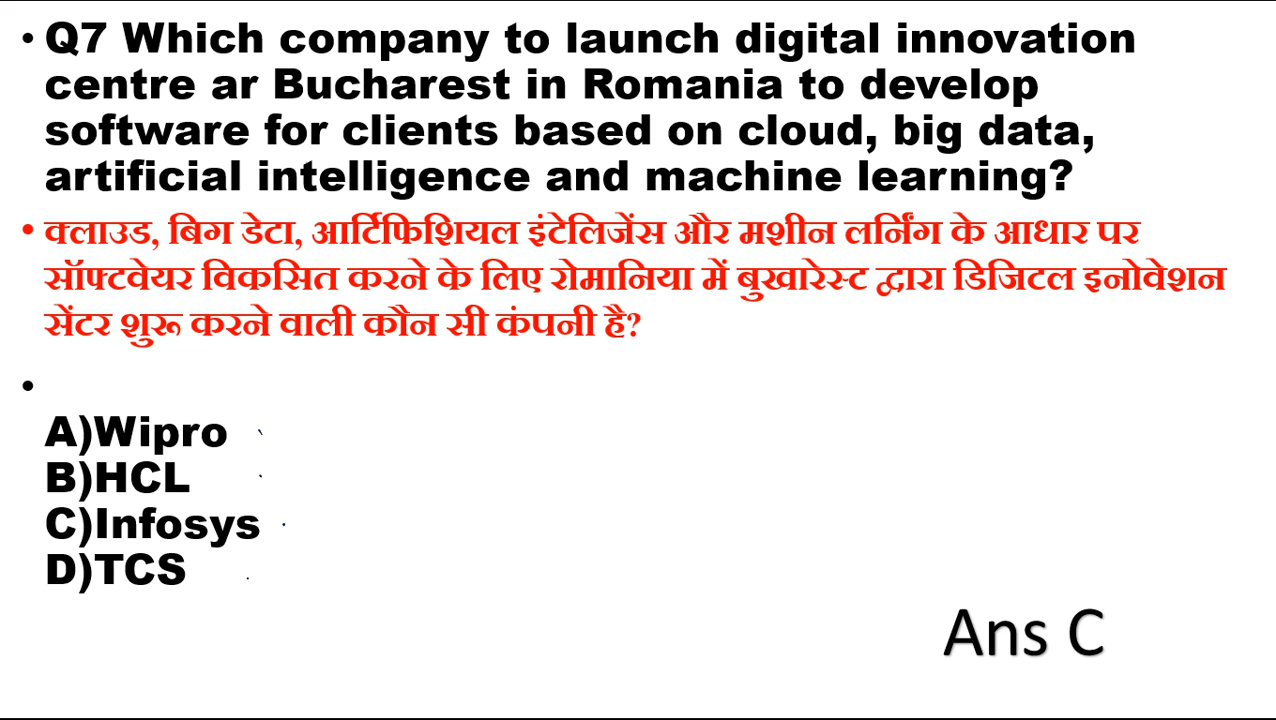 • Q7 Which company to launch digital innovation
centre ar Bucharest in Romania to develop
software for clients based on cloud, big data,
artificial intelligence and machine learning?
• क्लाउड, बिग डेटा, आर्टिफिशियल इंटेलिजेंस और मशीन लर्निंग के आधार पर
सॉफ्टवेयर विकसित करने के लिए रोमानिया में बुखारेस्ट द्वारा डिजिटल इनोवेशन
सेंटर शुरू करने वाली कौन सी कंपनी है?
•
A)Wipro
B)HCL
C)Infosys
D)TCS
Ans C